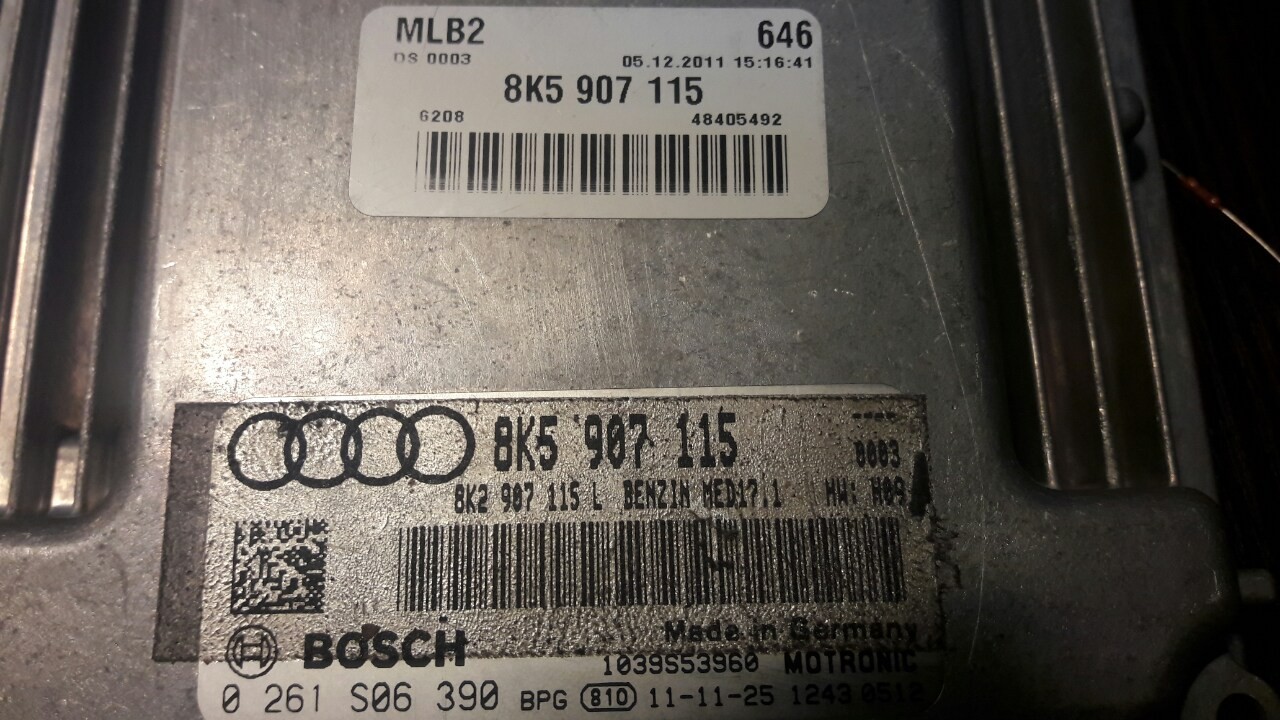 MLB2 646
DS 0003 05.12.2011 15:16:41
8K5 907 115
6208 48405492
8K5 907 115 ----
0003
8K2 907 115 L BENZIN MED17.1 HW: H09
Made in Germany
BOSCH 1039S53960 MOTRONIC
0 261 S06 390 BPG 810 11-11-25 1243 0512